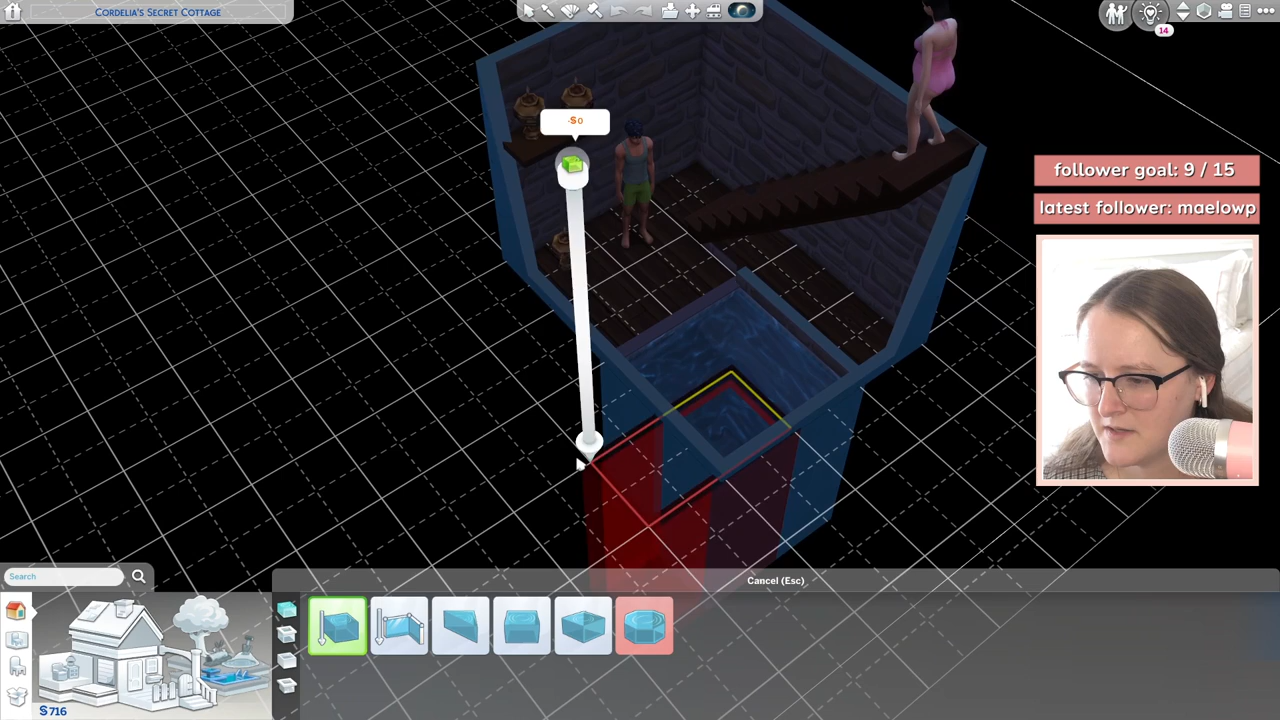 CORDELIA'S SECRET COTTAGE
14
-§0
follower goal: 9 / 15
latest follower: maelowp
Cancel (Esc)
Search
§716